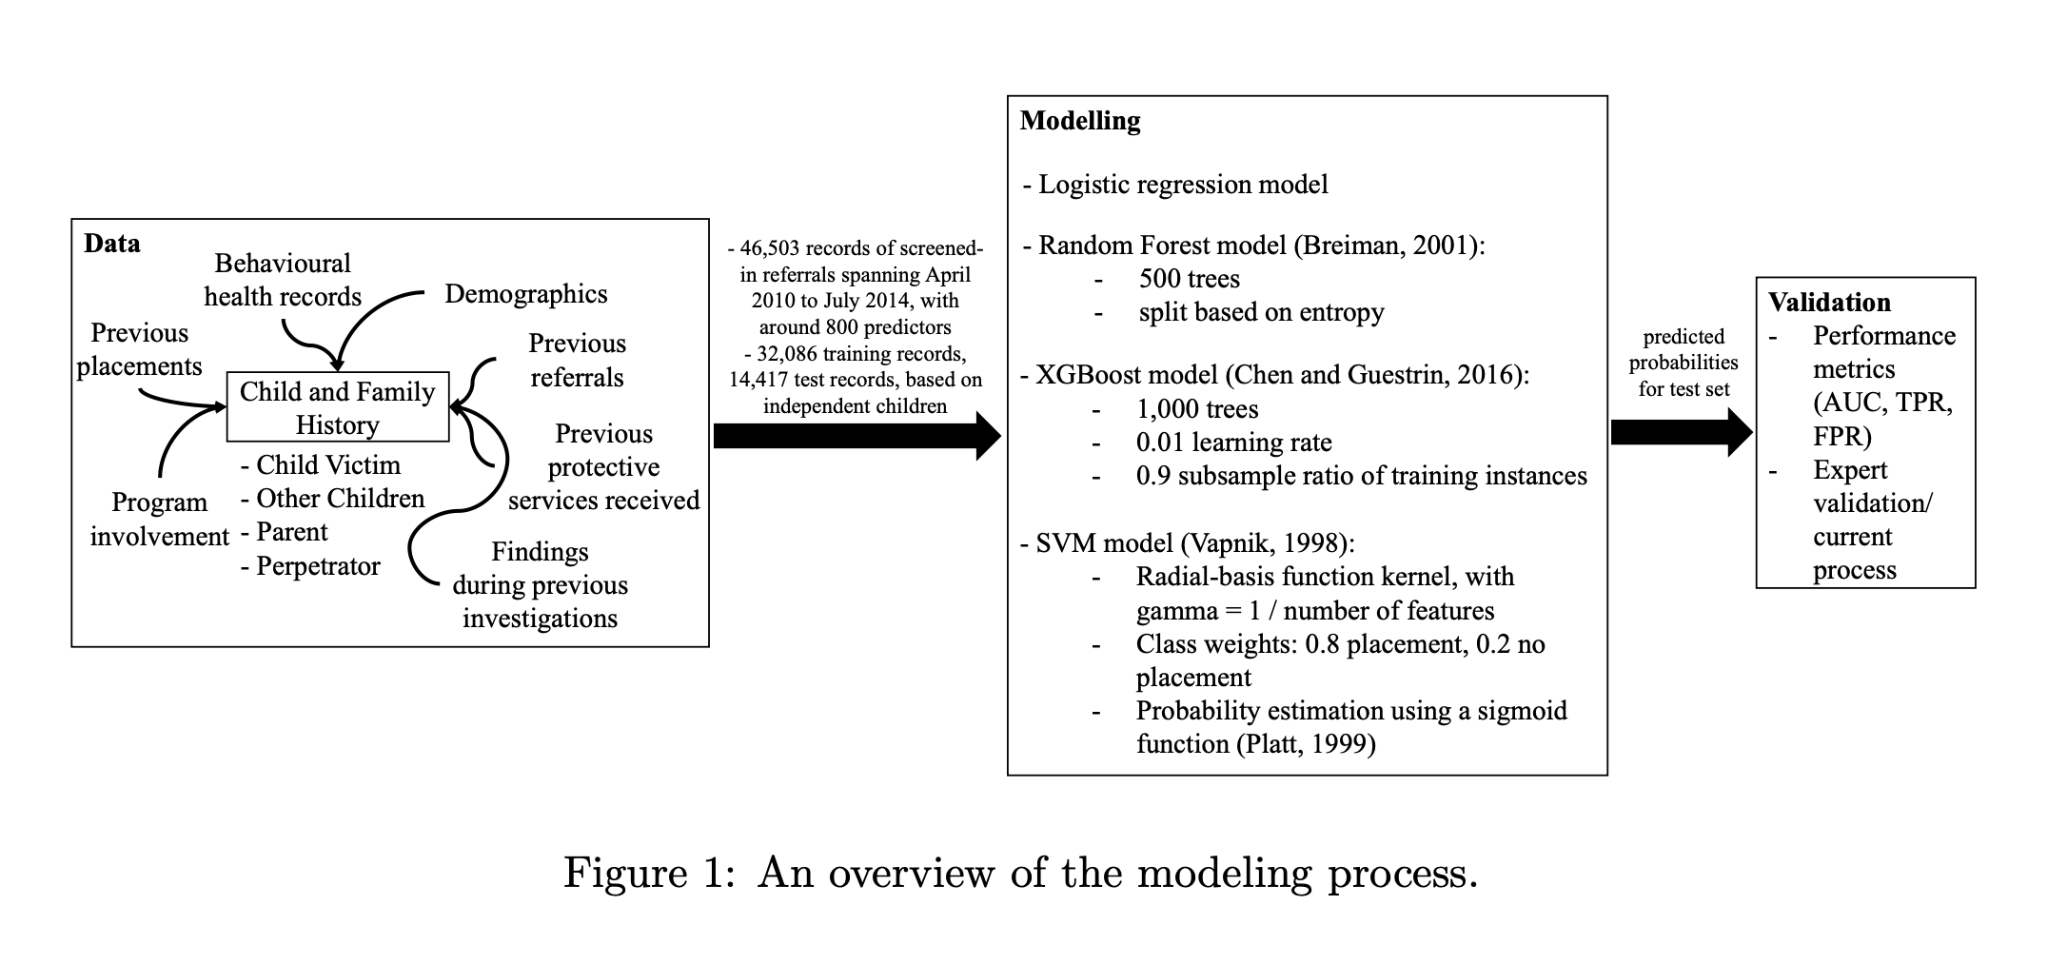 Data
Behavioural
health records
Demographics
Previous
placements
Previous
referrals
Child and Family
History
Previous
protective
services received
- Child Victim
- Other Children
- Parent
- Perpetrator
Program
involvement
Findings
during previous
investigations
- 46,503 records of screened-
in referrals spanning April
2010 to July 2014, with
around 800 predictors
- 32,086 training records,
14,417 test records, based on
independent children
Modelling
- Logistic regression model
- Random Forest model (Breiman, 2001):
- 500 trees
- split based on entropy
- XGBoost model (Chen and Guestrin, 2016):
- 1,000 trees
- 0.01 learning rate
- 0.9 subsample ratio of training instances
- SVM model (Vapnik, 1998):
- Radial-basis function kernel, with
gamma = 1 / number of features
- Class weights: 0.8 placement, 0.2 no
placement
- Probability estimation using a sigmoid
function (Platt, 1999)
predicted
probabilities
for test set
Validation
- Performance
metrics
(AUC, TPR,
FPR)
- Expert
validation/
current
process
Figure 1: An overview of the modeling process.